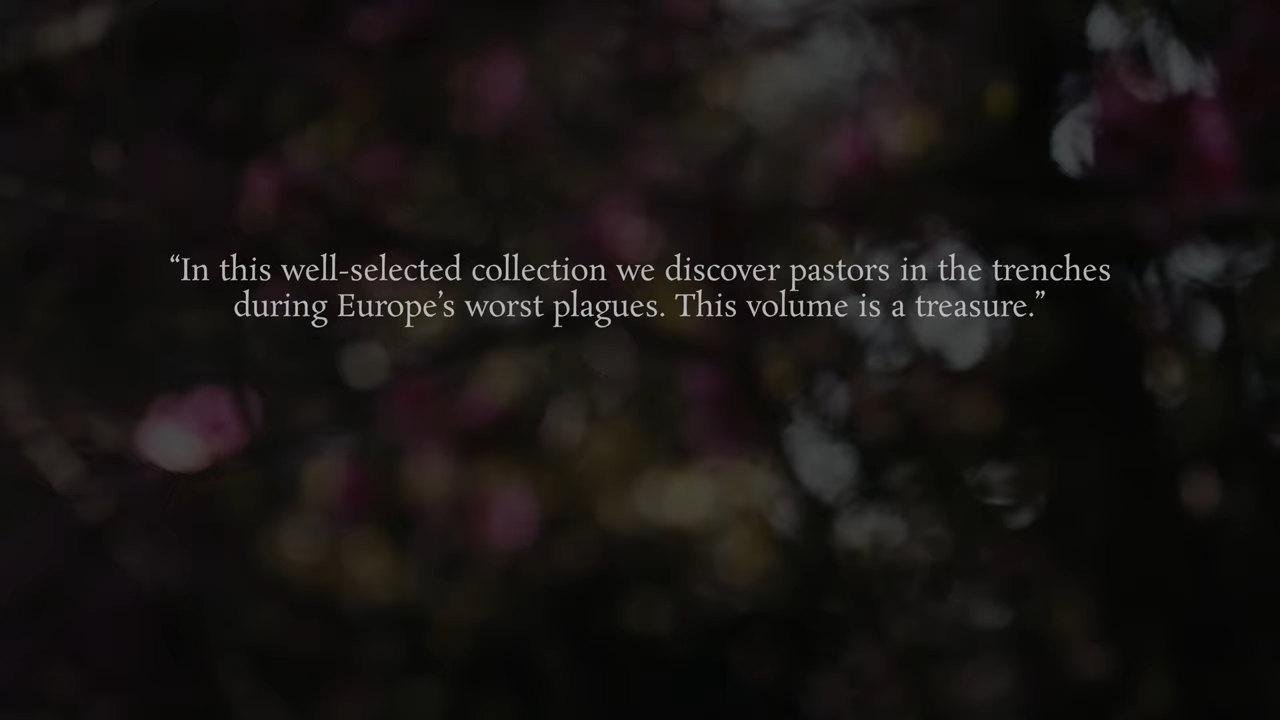 “In this well-selected collection we discover pastors in the trenches
during Europe’s worst plagues. This volume is a treasure.”